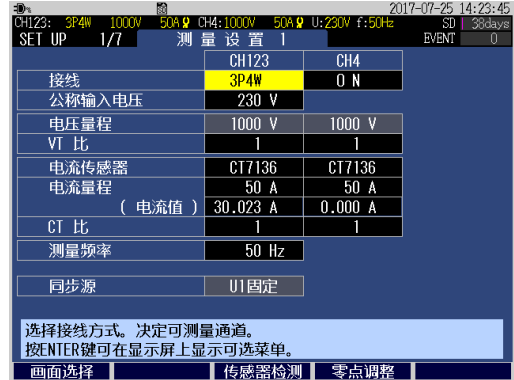 2017-07-25 14:23:45
CH123: 3P4W 1000V 50A CH4:1000V 50A U:230V f:50Hz SD 38days
SET UP 1/7 测量设置 1 EVENT 0
CH123 CH4
接线 3P4W ON
公称输入电压 230 V
电压量程 1000 V 1000 V
VT 比 1 1
电流传感器 CT7136 CT7136
电流量程 50 A 50 A
( 电流值 ) 30.023 A 0.000 A
CT 比 1 1
测量频率 50 Hz
同步源 U1固定
选择接线方式。决定可测量通道。
按ENTER键可在显示屏上显示可选菜单。
画面选择 传感器检测 零点调整